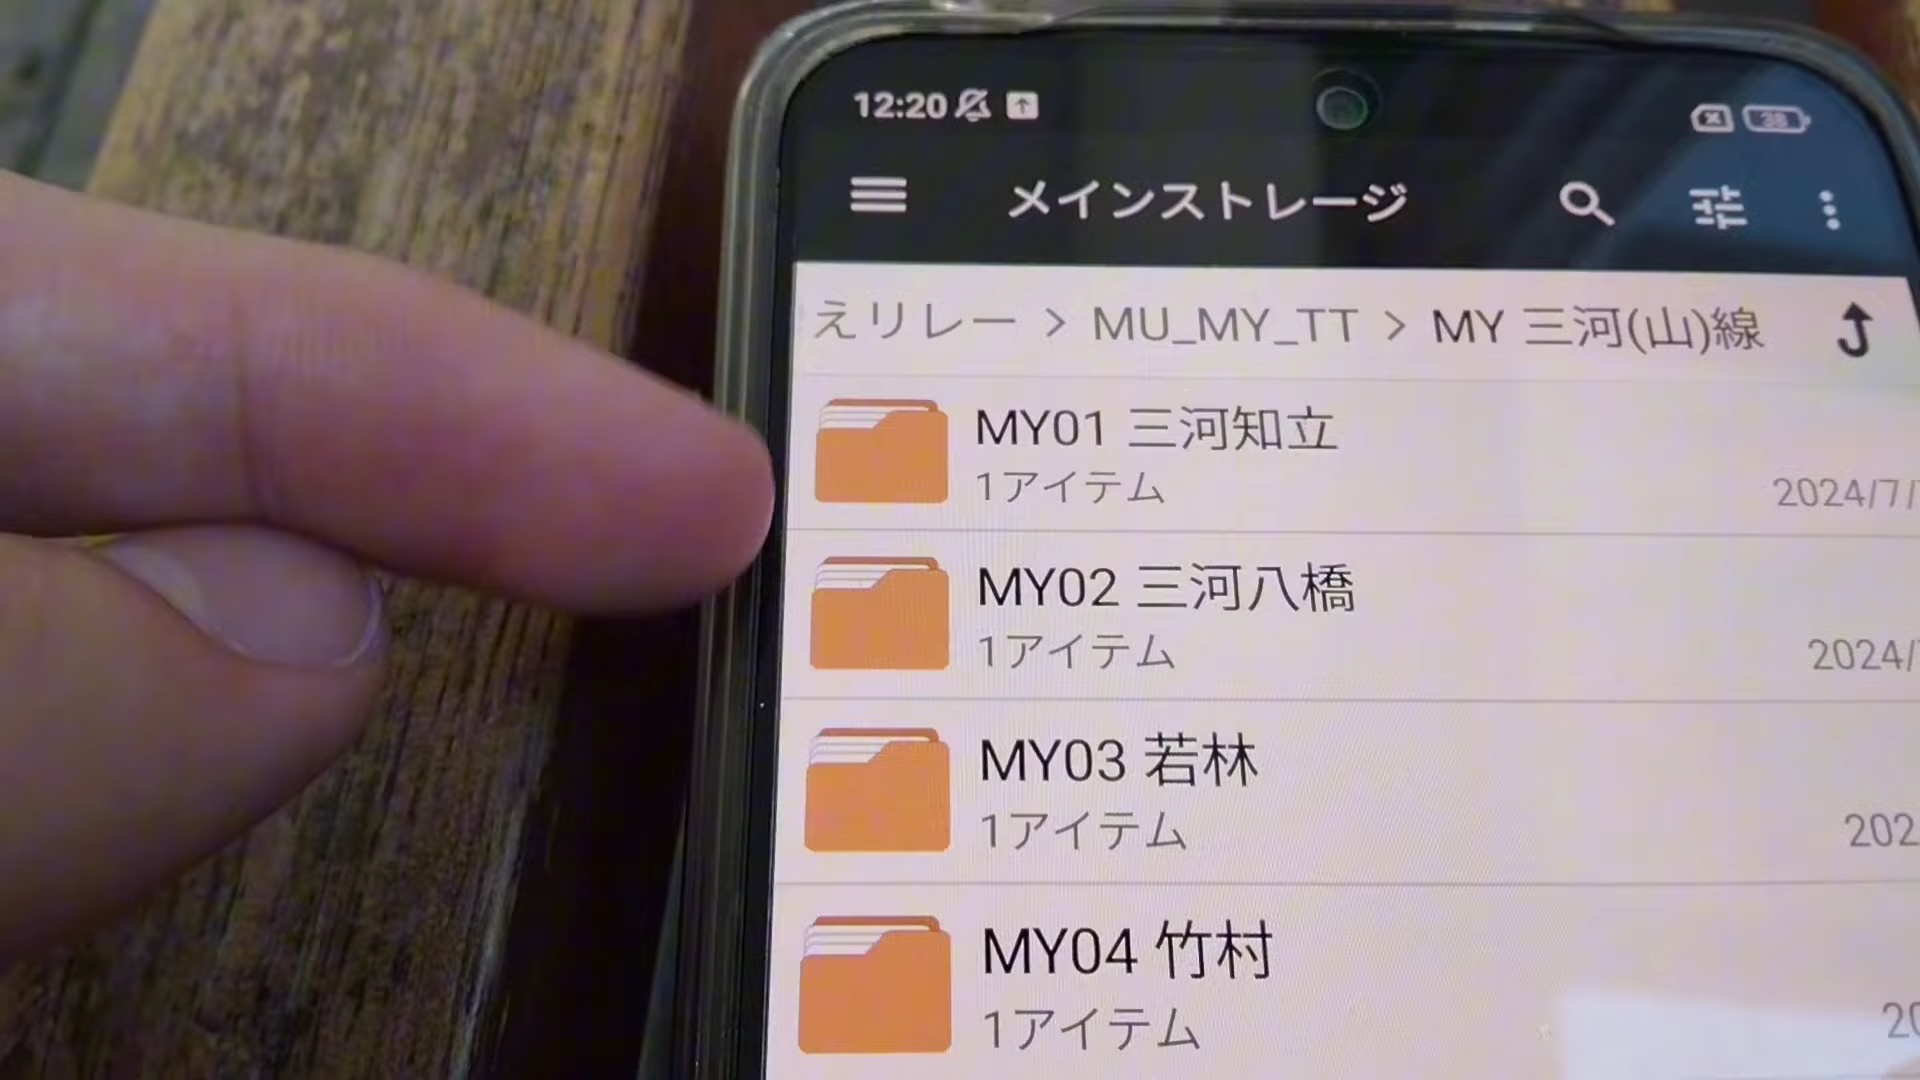 12:20
38
メインストレージ
えリレー > MU_MY_TT > MY 三河(山)線
MY01 三河知立
1アイテム
2024/7/
MY02 三河八橋
1アイテム
2024/
MY03 若林
1アイテム
202
MY04 竹村
1アイテム
20